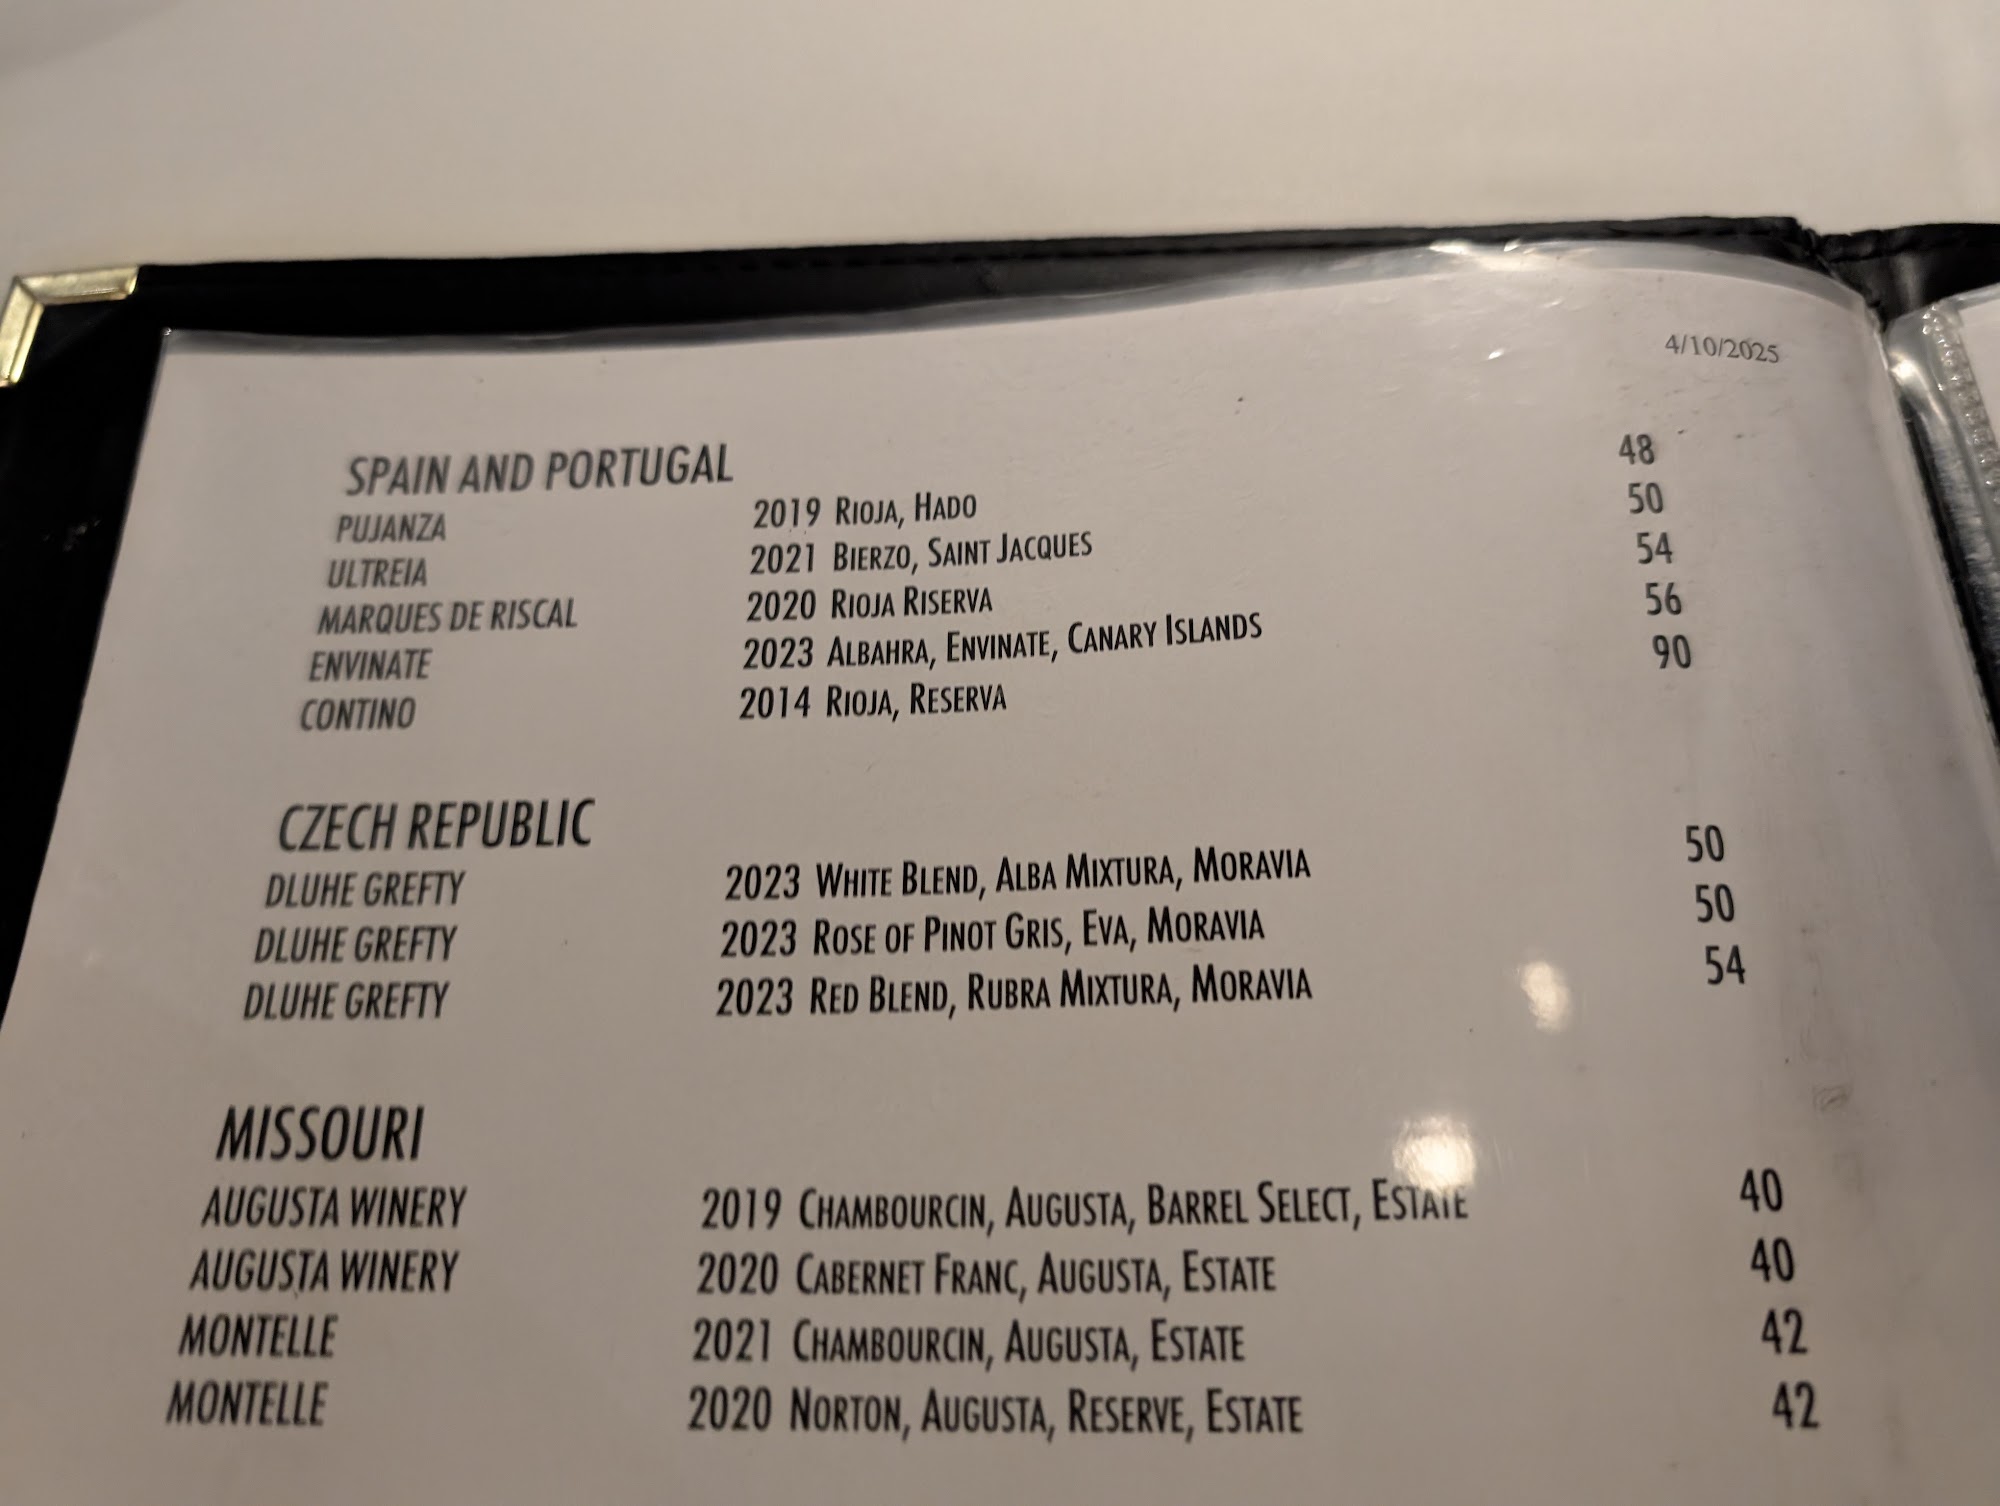 4/10/2025
SPAIN AND PORTUGAL
PUJANZA 2019 RIOJA, HADO 48
ULTREIA 2021 BIERZO, SAINT JACQUES 50
MARQUES DE RISCAL 2020 RIOJA RISERVA 54
ENVINATE 2023 ALBAHRA, ENVINATE, CANARY ISLANDS 56
CONTINO 2014 RIOJA, RESERVA 90
CZECH REPUBLIC
DLUHE GREFTY 2023 WHITE BLEND, ALBA MIXTURA, MORAVIA 50
DLUHE GREFTY 2023 ROSE OF PINOT GRIS, EVA, MORAVIA 50
DLUHE GREFTY 2023 RED BLEND, RUBRA MIXTURA, MORAVIA 54
MISSOURI
AUGUSTA WINERY 2019 CHAMBOURCIN, AUGUSTA, BARREL SELECT, ESTATE 40
AUGUSTA WINERY 2020 CABERNET FRANC, AUGUSTA, ESTATE 40
MONTELLE 2021 CHAMBOURCIN, AUGUSTA, ESTATE 42
MONTELLE 2020 NORTON, AUGUSTA, RESERVE, ESTATE 42